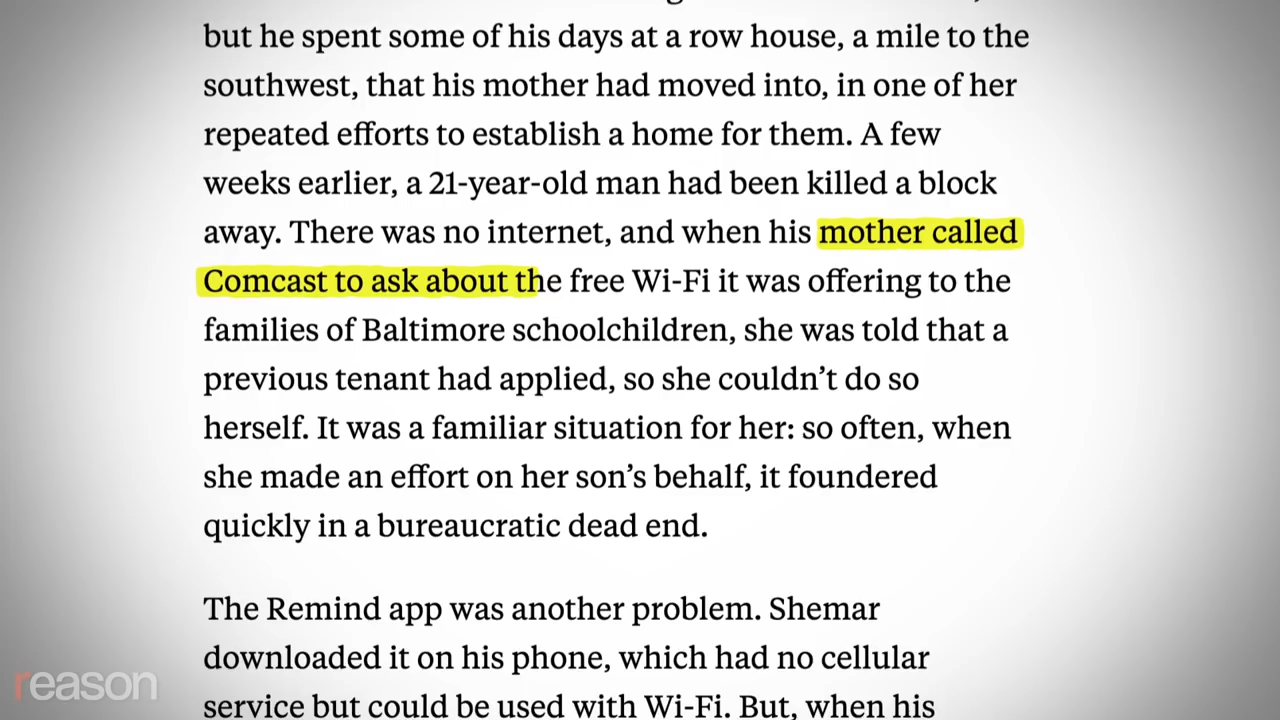 but he spent some of his days at a row house, a mile to the
southwest, that his mother had moved into, in one of her
repeated efforts to establish a home for them. A few
weeks earlier, a 21-year-old man had been killed a block
away. There was no internet, and when his mother called
Comcast to ask about the free Wi-Fi it was offering to the
families of Baltimore schoolchildren, she was told that a
previous tenant had applied, so she couldn’t do so
herself. It was a familiar situation for her: so often, when
she made an effort on her son’s behalf, it foundered
quickly in a bureaucratic dead end.
The Remind app was another problem. Shemar
downloaded it on his phone, which had no cellular
service but could be used with Wi-Fi. But, when his
reason